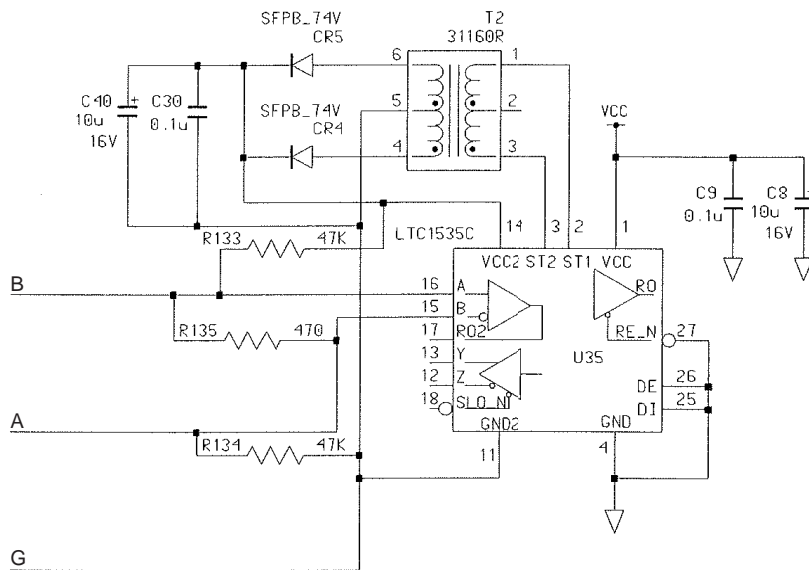 SFPB_74V
CR5
T2
31160R
6
1
C40
10u
16V
+
C30
0.1u
5
2
SFPB_74V
CR4
4
3
VCC
C9
0.1u
C8
10u
16V
+
R133
47K
LTC1535C
14
3
2
1
VCC2
ST2
ST1
VCC
B
16
A
RO
15
B
R135
470
17
RO2
RE_N
27
13
Y
U35
12
Z
DE
26
18
SLO_N
DI
25
A
R134
47K
GND2
GND
11
4
G